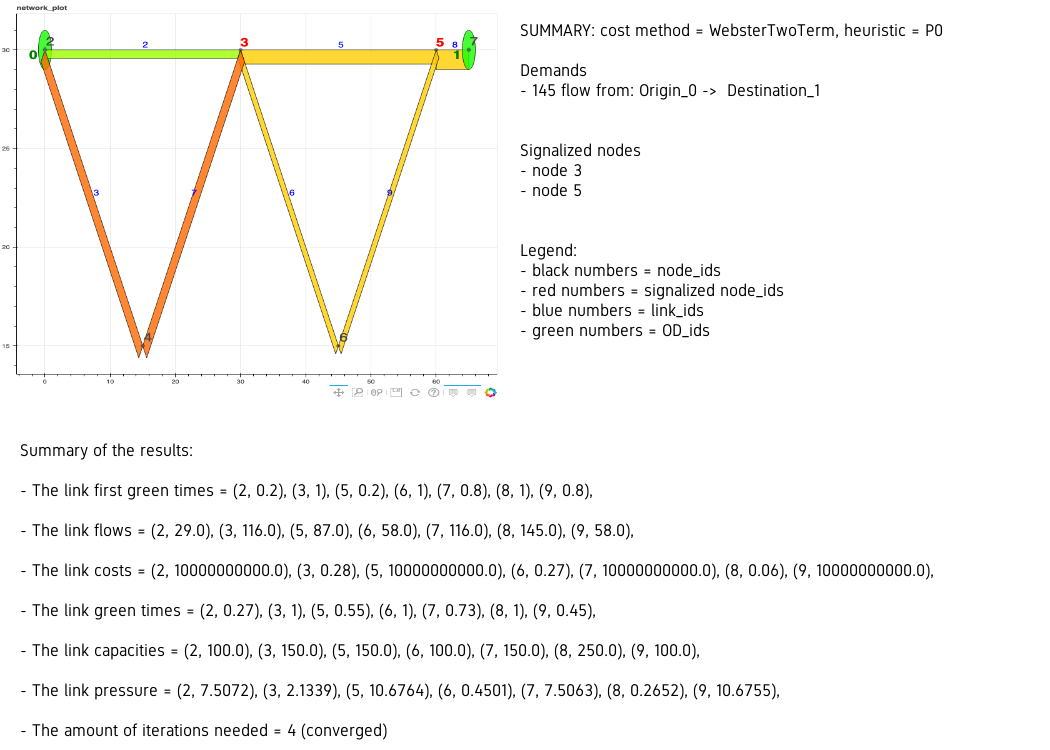 network_plot
SUMMARY: cost method = WebsterTwoTerm, heuristic = P0
Demands
- 145 flow from: Origin_0 -> Destination_1
Signalized nodes
- node 3
- node 5
Legend:
- black numbers = node_ids
- red numbers = signalized node_ids
- blue numbers = link_ids
- green numbers = OD_ids
30
25
20
15
0 2 2 3 5 5 8 1 7
3 7 6 9
4 6
0 10 20 30 40 50 60
Summary of the results:
- The link first green times = (2, 0.2), (3, 1), (5, 0.2), (6, 1), (7, 0.8), (8, 1), (9, 0.8),
- The link flows = (2, 29.0), (3, 116.0), (5, 87.0), (6, 58.0), (7, 116.0), (8, 145.0), (9, 58.0),
- The link costs = (2, 10000000000.0), (3, 0.28), (5, 10000000000.0), (6, 0.27), (7, 10000000000.0), (8, 0.06), (9, 10000000000.0),
- The link green times = (2, 0.27), (3, 1), (5, 0.55), (6, 1), (7, 0.73), (8, 1), (9, 0.45),
- The link capacities = (2, 100.0), (3, 150.0), (5, 150.0), (6, 100.0), (7, 150.0), (8, 250.0), (9, 100.0),
- The link pressure = (2, 7.5072), (3, 2.1339), (5, 10.6764), (6, 0.4501), (7, 7.5063), (8, 0.2652), (9, 10.6755),
- The amount of iterations needed = 4 (converged)